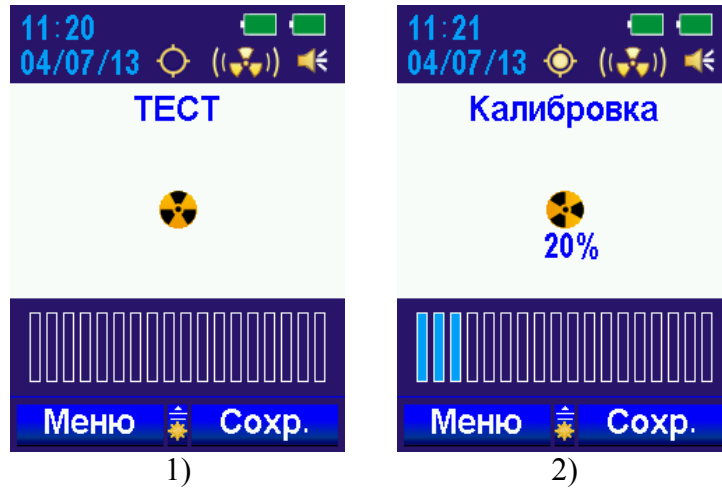 11:20
04/07/13
ТЕСТ
Меню Сохр.
1)
11:21
04/07/13
Калибровка
20%
Меню Сохр.
2)